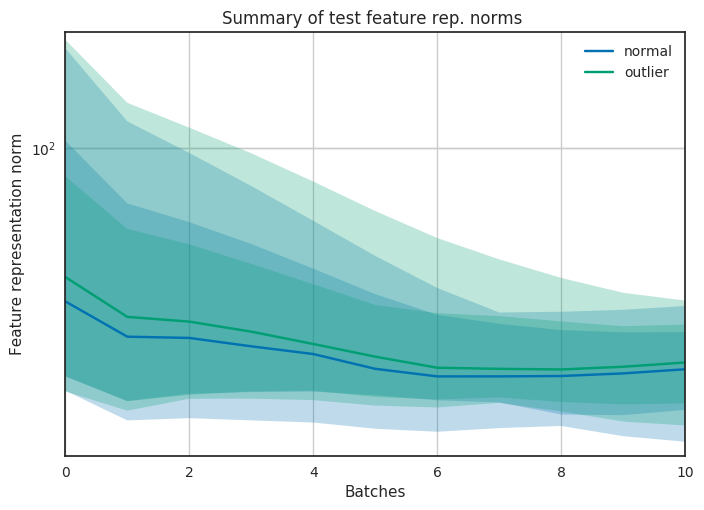 Summary of test feature rep. norms
normal
outlier
10²
Feature representation norm
0 2 4 6 8 10
Batches